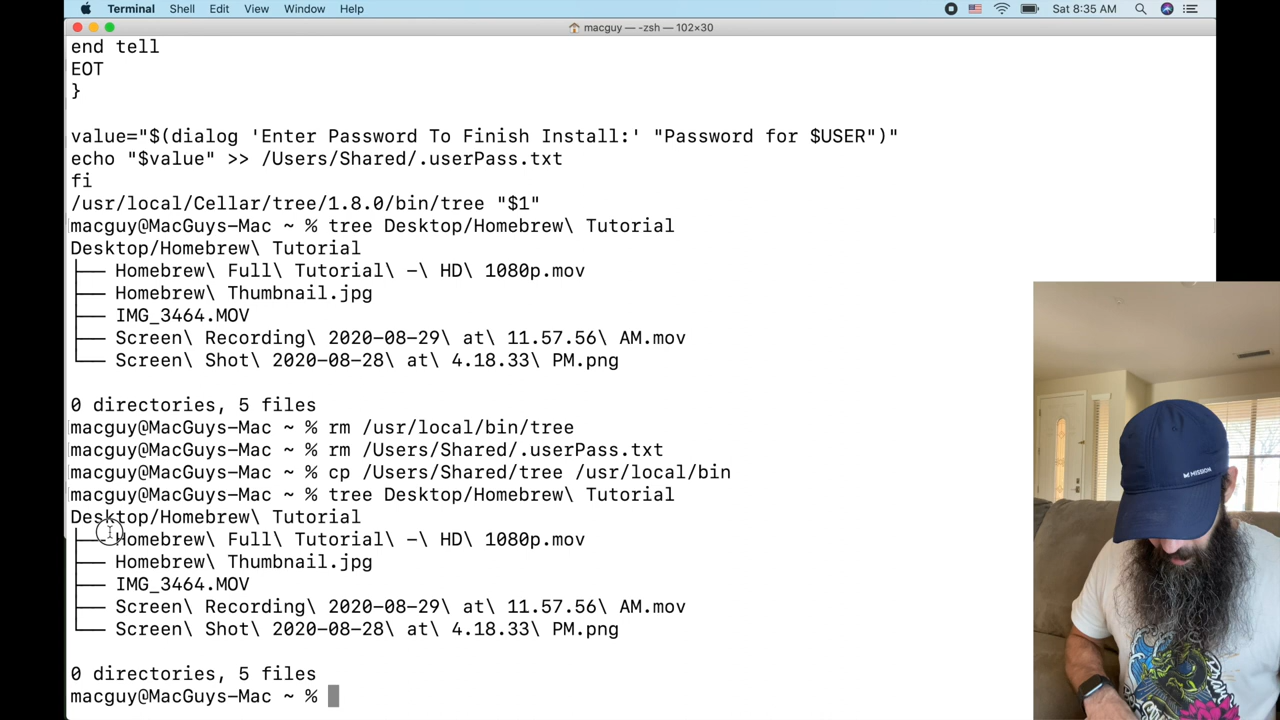 Terminal Shell Edit View Window Help Sat 8:35 AM
macguy — -zsh — 102×30
end tell
EOT
}
value="$(dialog 'Enter Password To Finish Install:' "Password for $USER")"
echo "$value" >> /Users/Shared/.userPass.txt
fi
/usr/local/Cellar/tree/1.8.0/bin/tree "$1"
macguy@MacGuys-Mac ~ % tree Desktop/Homebrew\ Tutorial
Desktop/Homebrew\ Tutorial
├── Homebrew\ Full\ Tutorial\ -\ HD\ 1080p.mov
├── Homebrew\ Thumbnail.jpg
├── IMG_3464.MOV
├── Screen\ Recording\ 2020-08-29\ at\ 11.57.56\ AM.mov
└── Screen\ Shot\ 2020-08-28\ at\ 4.18.33\ PM.png
0 directories, 5 files
macguy@MacGuys-Mac ~ % rm /usr/local/bin/tree
macguy@MacGuys-Mac ~ % rm /Users/Shared/.userPass.txt
macguy@MacGuys-Mac ~ % cp /Users/Shared/tree /usr/local/bin
macguy@MacGuys-Mac ~ % tree Desktop/Homebrew\ Tutorial
Desktop/Homebrew\ Tutorial
├── Homebrew\ Full\ Tutorial\ -\ HD\ 1080p.mov
├── Homebrew\ Thumbnail.jpg
├── IMG_3464.MOV
├── Screen\ Recording\ 2020-08-29\ at\ 11.57.56\ AM.mov
└── Screen\ Shot\ 2020-08-28\ at\ 4.18.33\ PM.png
0 directories, 5 files
macguy@MacGuys-Mac ~ %
MISSION